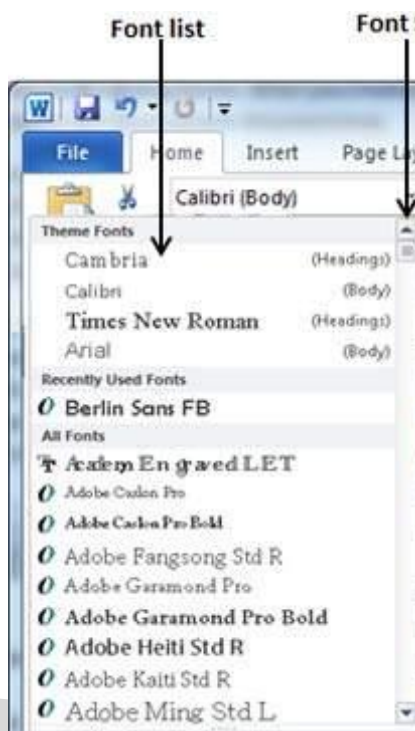 Font list
Font
W
File
Home
Insert
Page La
Calibri (Body)
Theme Fonts
Cambria (Headings)
Calibri (Body)
Times New Roman (Headings)
Arial (Body)
Recently Used Fonts
O Berlin Sans FB
All Fonts
Academy Engraved LET
O Adobe Caslon Pro
O Adobe Caslon Pro Bold
O Adobe Fangsong Std R
O Adobe Garamond Pro
O Adobe Garamond Pro Bold
O Adobe Heiti Std R
O Adobe Kaiti Std R
O Adobe Ming Std L